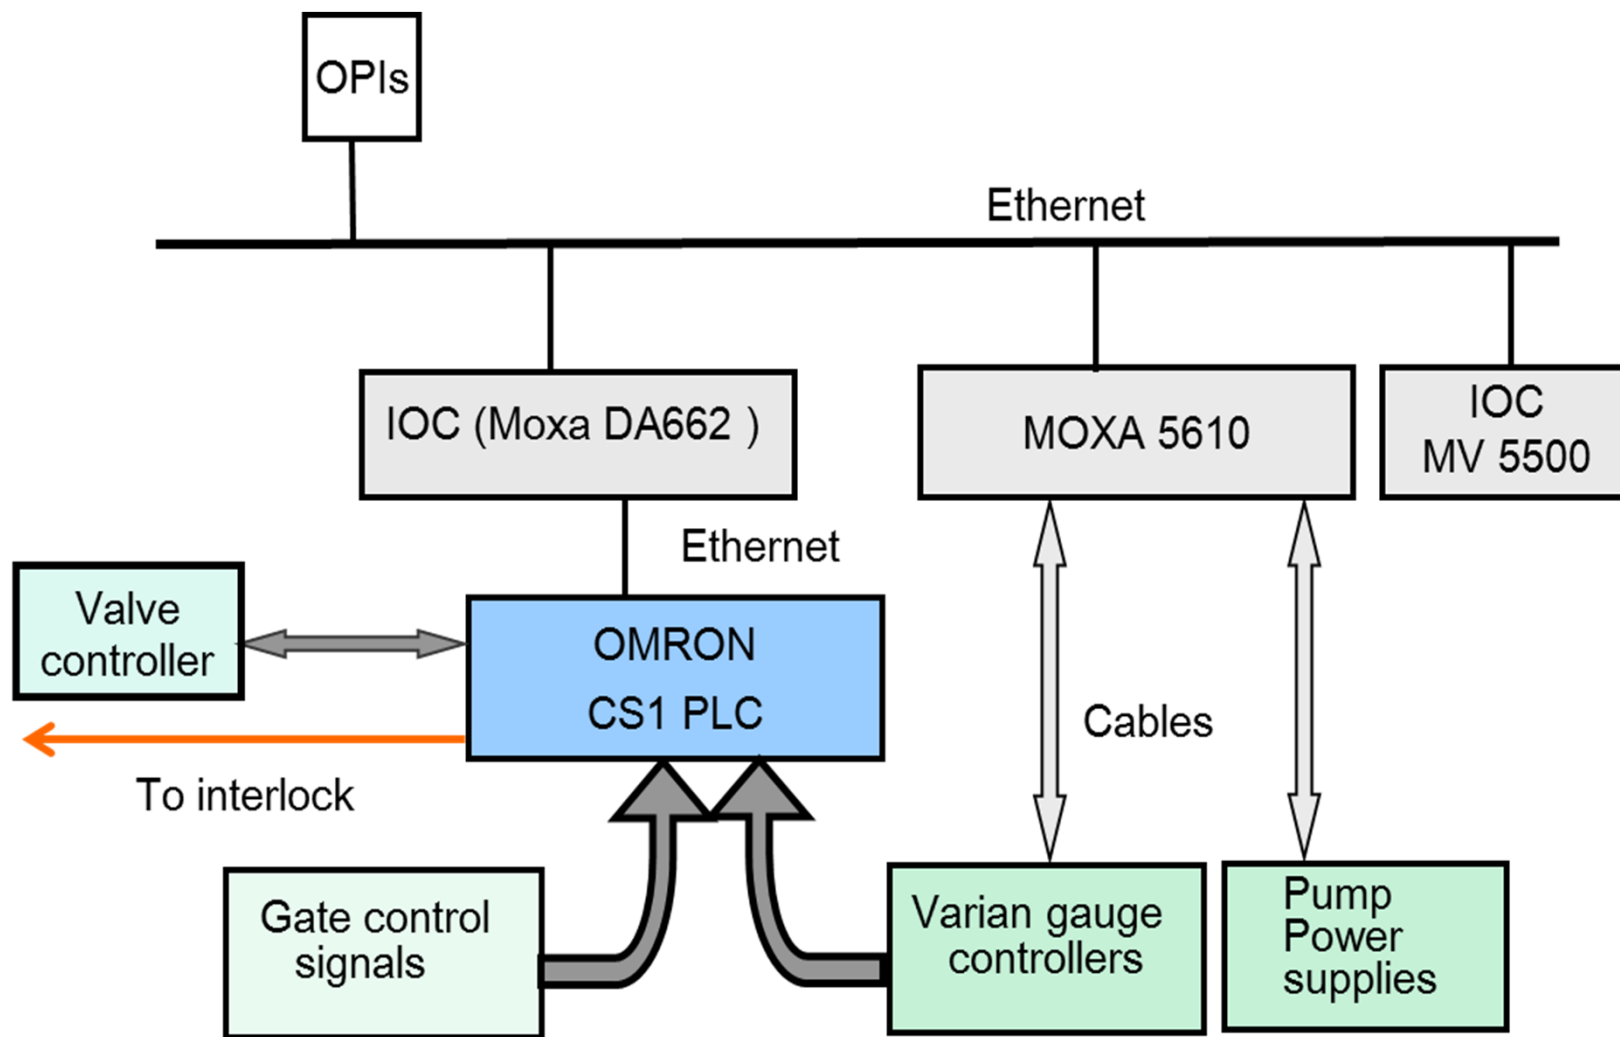 OPIs
Ethernet
IOC (Moxa DA662 )
MOXA 5610
IOC
MV 5500
Ethernet
Valve
controller
OMRON
CS1 PLC
Cables
To interlock
Gate control
signals
Varian gauge
controllers
Pump
Power
supplies